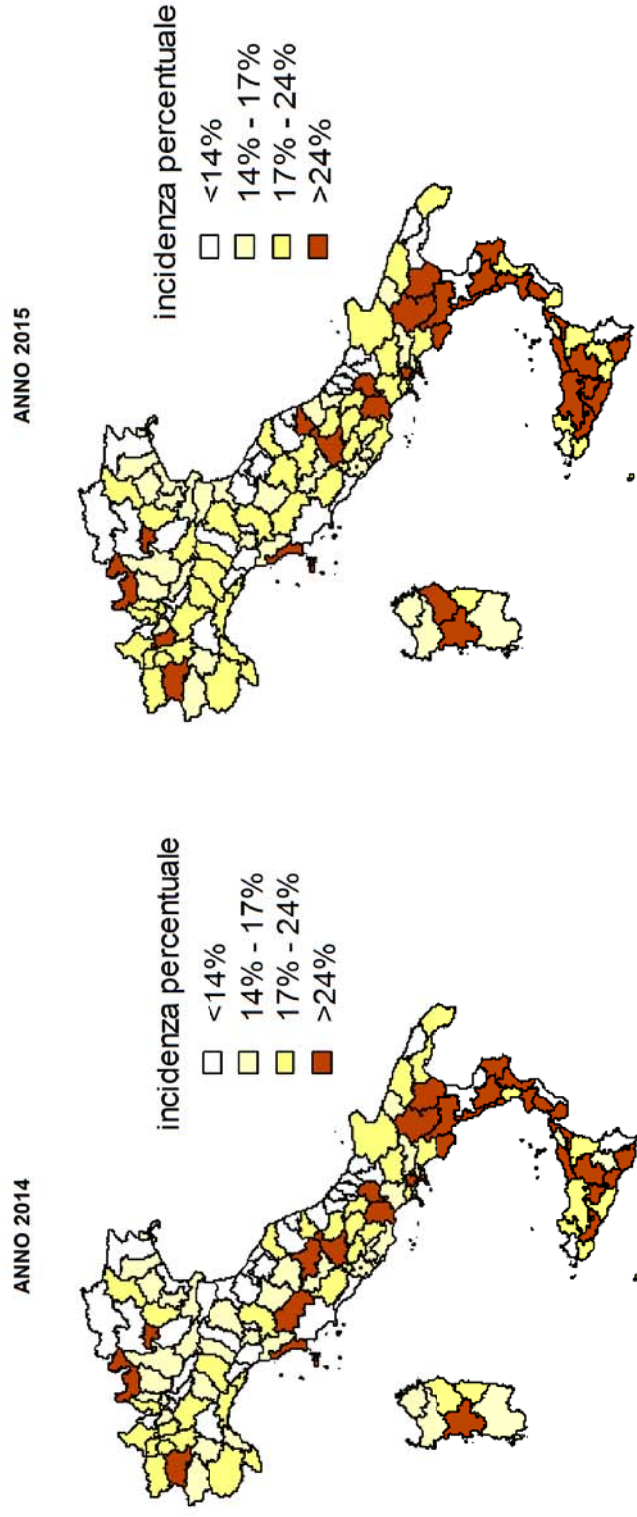 ANNO 2014
incidenza percentuale
<14%
14% - 17%
17% - 24%
>24%
ANNO 2015
incidenza percentuale
<14%
14% - 17%
17% - 24%
>24%